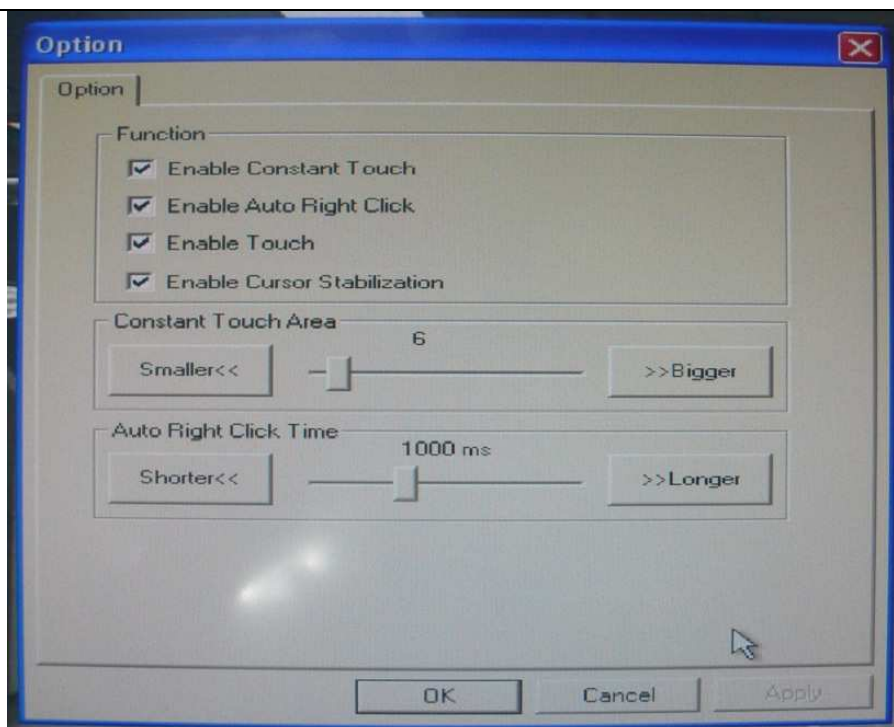 Option
Option
Function
Enable Constant Touch
Enable Auto Right Click
Enable Touch
Enable Cursor Stabilization
Constant Touch Area
6
Smaller<<
>>Bigger
Auto Right Click Time
1000 ms
Shorter<<
>>Longer
OK
Cancel
Apply